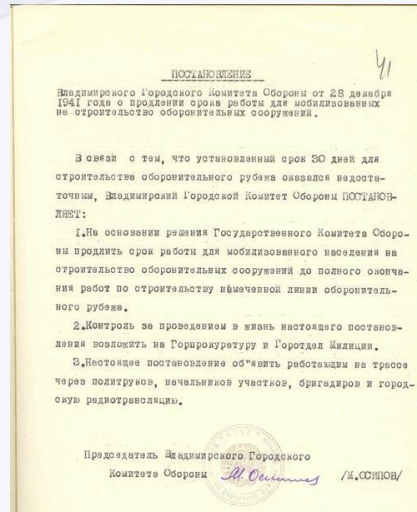 41
ПОСТАНОВЛЕНИЕ
Владимирского Городского Комитета Обороны от 28 декабря
1941 года о продлении срока работы для мобилизованных
на строительство оборонительных сооружений.
В связи с тем, что установленный срок 30 дней для
строительства оборонительного рубежа оказался недоста-
точным, Владимирский Городской Комитет Обороны ПОСТАНОВ-
ЛЯЕТ:
1.На основании решения Государственного Комитета Оборо-
ны продлить срок работы для мобилизованного населения на
строительство оборонительных сооружений до полного оконча-
ния работ по строительству намеченной линии оборонитель-
ного рубежа.
2.Контроль за проведением в жизнь настоящего постанов-
ления возложить на Горпрокуратуру и Горотдел Милиции.
3.Настоящее постановление об"явить работающим на трассе
через политруков, начальников участков, бригадиров и город-
скую радиотрансляцию.
Председатель Владимирского Городского
Комитета Обороны М.Осипов /М.ОСИПОВ/